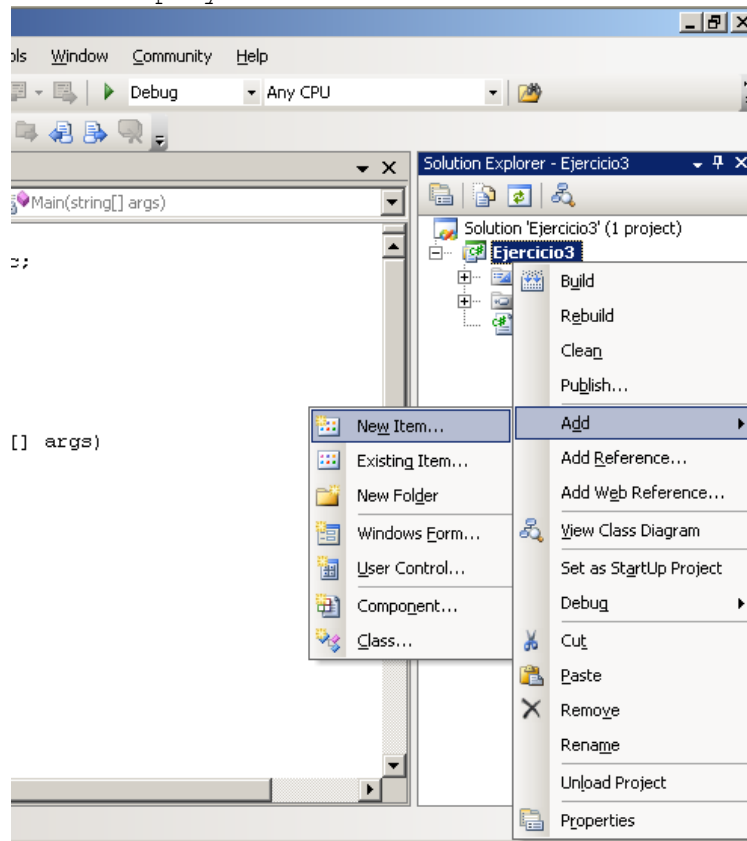 ols Window Community Help
Debug Any CPU
Solution Explorer - Ejercicio3
Main(string[] args)
Solution 'Ejercicio3' (1 project)
Ejercicio3
c;
[] args)
Build
Rebuild
Clean
Publish...
Add
Add Reference...
Add Web Reference...
View Class Diagram
Set as StartUp Project
Debug
Cut
Paste
Remove
Rename
Unload Project
Properties
New Item...
Existing Item...
New Folder
Windows Form...
User Control...
Component...
Class...